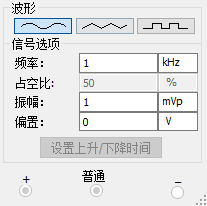 波形
信号选项
频率： 1 kHz
占空比： 50 %
振幅： 1 mVp
偏置： 0 V
设置上升/下降时间
+ 普通 −